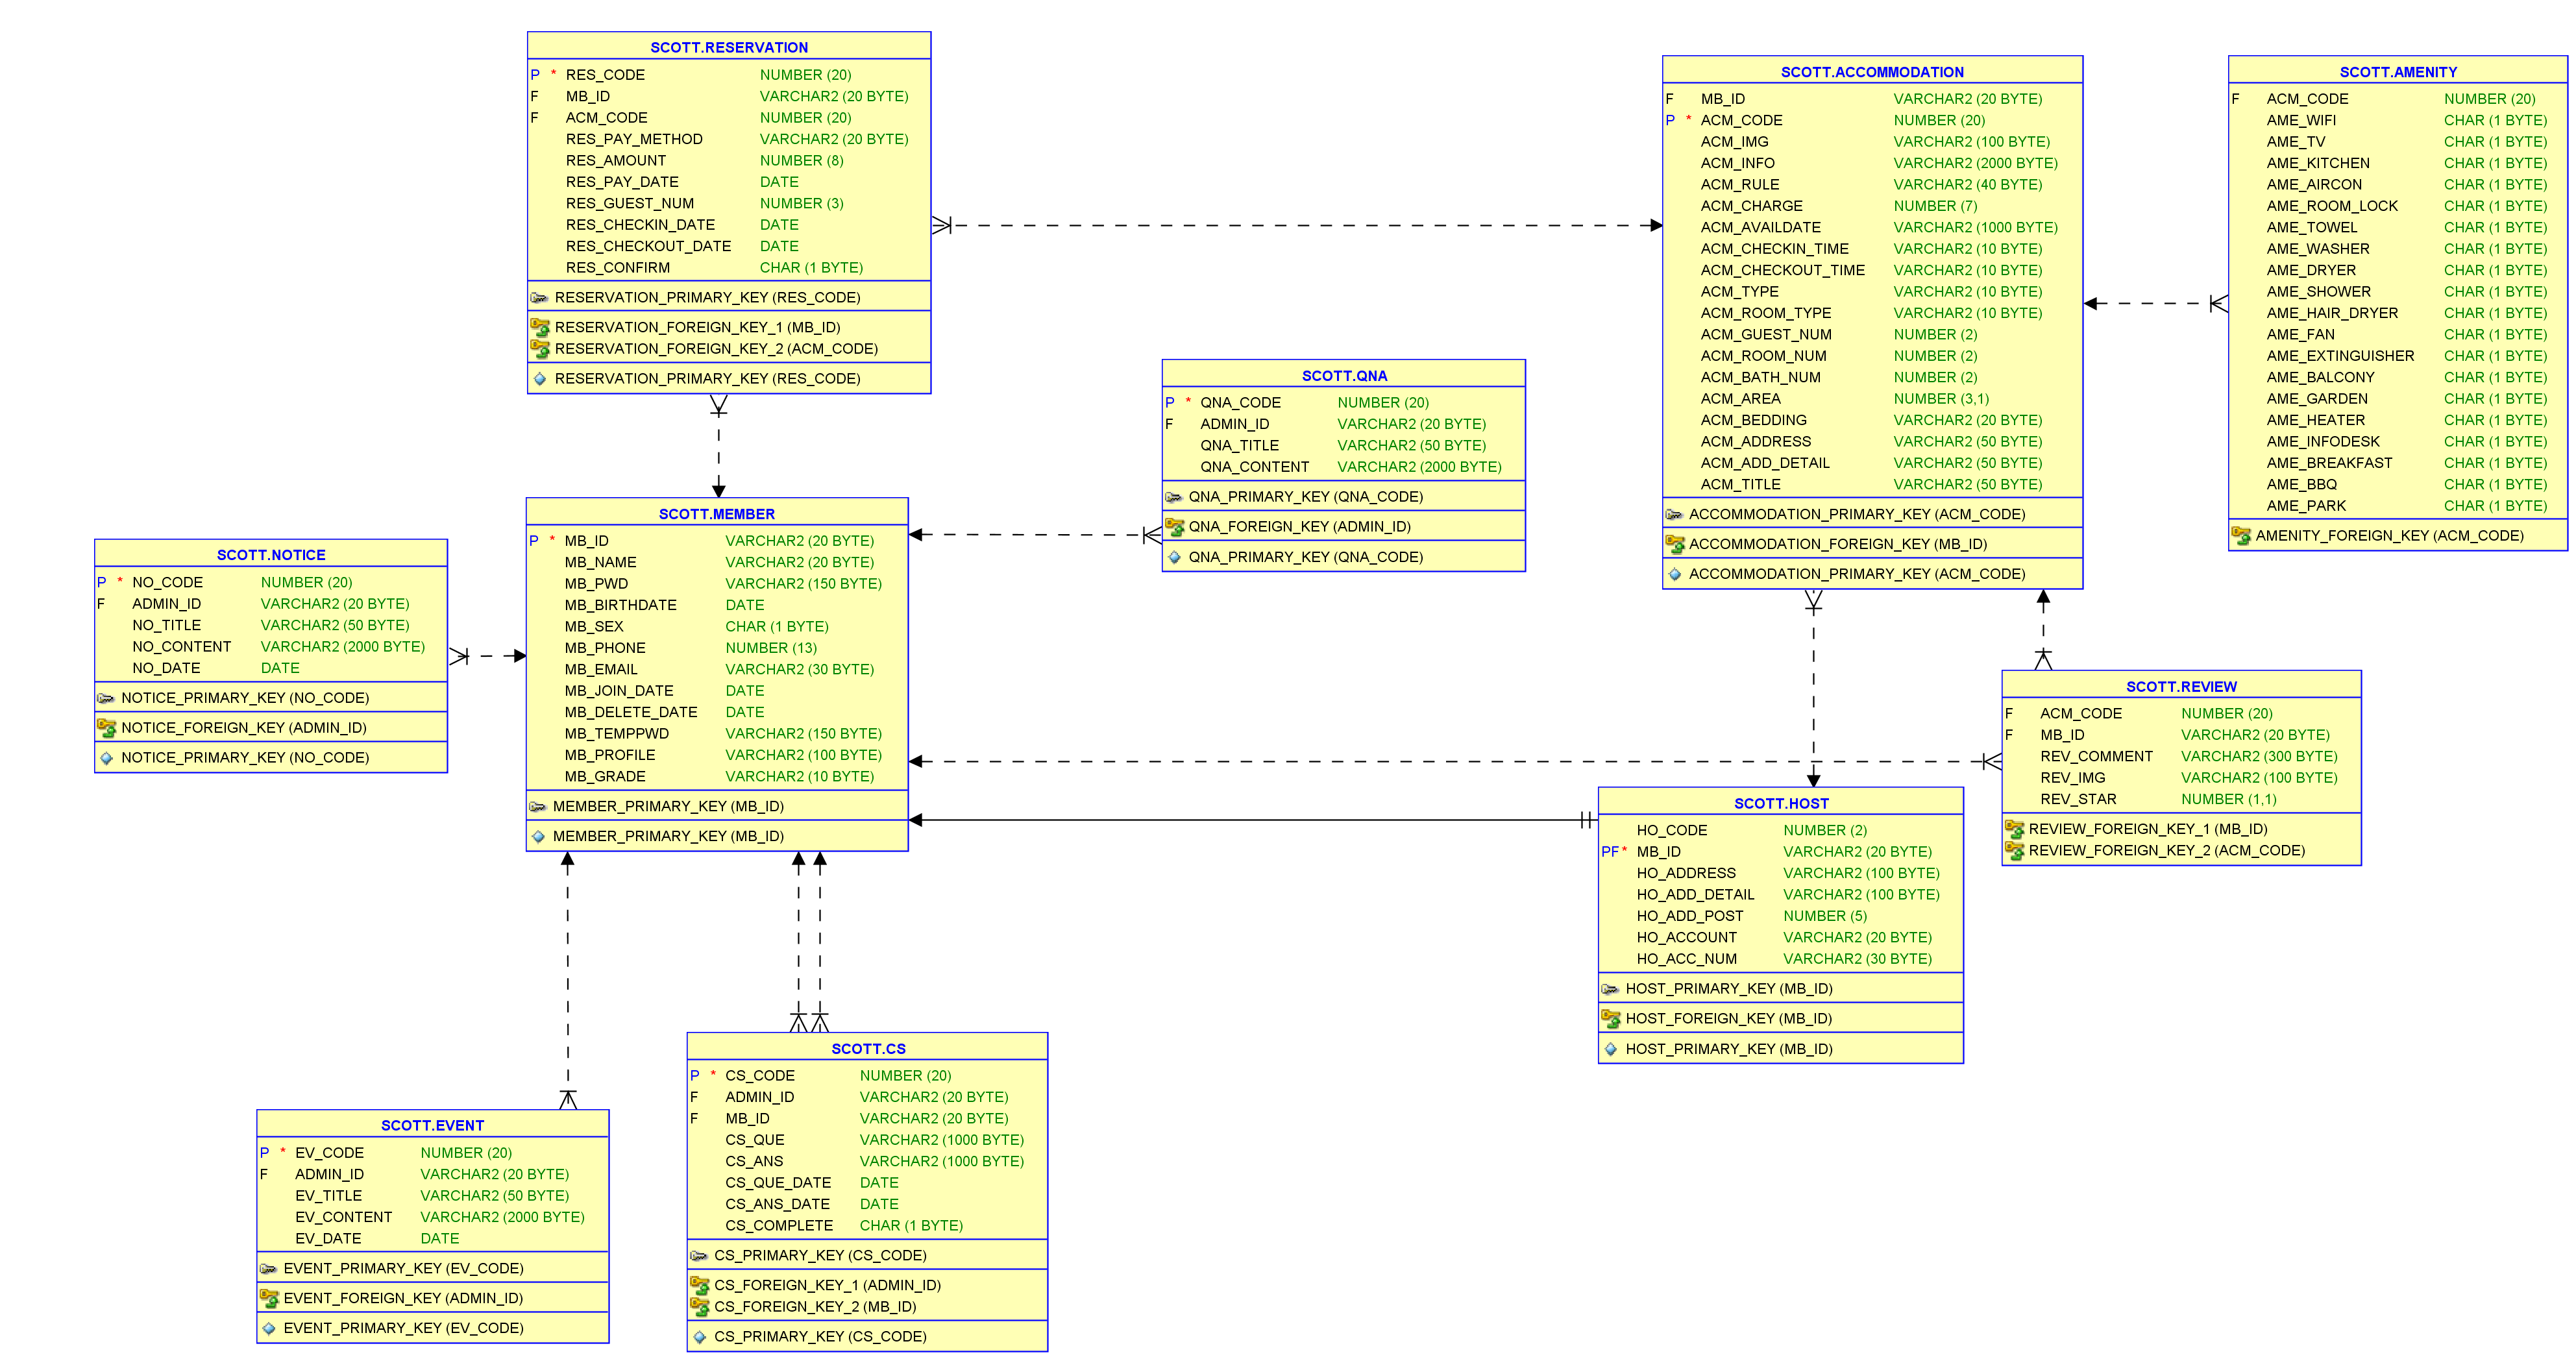 SCOTT.RESERVATION
P * RES_CODE NUMBER (20)
F MB_ID VARCHAR2 (20 BYTE)
F ACM_CODE NUMBER (20)
RES_PAY_METHOD VARCHAR2 (20 BYTE)
RES_AMOUNT NUMBER (8)
RES_PAY_DATE DATE
RES_GUEST_NUM NUMBER (3)
RES_CHECKIN_DATE DATE
RES_CHECKOUT_DATE DATE
RES_CONFIRM CHAR (1 BYTE)
RESERVATION_PRIMARY_KEY (RES_CODE)
RESERVATION_FOREIGN_KEY_1 (MB_ID)
RESERVATION_FOREIGN_KEY_2 (ACM_CODE)
RESERVATION_PRIMARY_KEY (RES_CODE)
SCOTT.ACCOMMODATION
F MB_ID VARCHAR2 (20 BYTE)
P * ACM_CODE NUMBER (20)
ACM_IMG VARCHAR2 (100 BYTE)
ACM_INFO VARCHAR2 (2000 BYTE)
ACM_RULE VARCHAR2 (40 BYTE)
ACM_CHARGE NUMBER (7)
ACM_AVAILDATE VARCHAR2 (1000 BYTE)
ACM_CHECKIN_TIME VARCHAR2 (10 BYTE)
ACM_CHECKOUT_TIME VARCHAR2 (10 BYTE)
ACM_TYPE VARCHAR2 (10 BYTE)
ACM_ROOM_TYPE VARCHAR2 (10 BYTE)
ACM_GUEST_NUM NUMBER (2)
ACM_ROOM_NUM NUMBER (2)
ACM_BATH_NUM NUMBER (2)
ACM_AREA NUMBER (3,1)
ACM_BEDDING VARCHAR2 (20 BYTE)
ACM_ADDRESS VARCHAR2 (50 BYTE)
ACM_ADD_DETAIL VARCHAR2 (50 BYTE)
ACM_TITLE VARCHAR2 (50 BYTE)
ACCOMMODATION_PRIMARY_KEY (ACM_CODE)
ACCOMMODATION_FOREIGN_KEY (MB_ID)
ACCOMMODATION_PRIMARY_KEY (ACM_CODE)
SCOTT.AMENITY
F ACM_CODE NUMBER (20)
AME_WIFI CHAR (1 BYTE)
AME_TV CHAR (1 BYTE)
AME_KITCHEN CHAR (1 BYTE)
AME_AIRCON CHAR (1 BYTE)
AME_ROOM_LOCK CHAR (1 BYTE)
AME_TOWEL CHAR (1 BYTE)
AME_WASHER CHAR (1 BYTE)
AME_DRYER CHAR (1 BYTE)
AME_SHOWER CHAR (1 BYTE)
AME_HAIR_DRYER CHAR (1 BYTE)
AME_FAN CHAR (1 BYTE)
AME_EXTINGUISHER CHAR (1 BYTE)
AME_BALCONY CHAR (1 BYTE)
AME_GARDEN CHAR (1 BYTE)
AME_HEATER CHAR (1 BYTE)
AME_INFODESK CHAR (1 BYTE)
AME_BREAKFAST CHAR (1 BYTE)
AME_BBQ CHAR (1 BYTE)
AME_PARK CHAR (1 BYTE)
AMENITY_FOREIGN_KEY (ACM_CODE)
SCOTT.QNA
P * QNA_CODE NUMBER (20)
F ADMIN_ID VARCHAR2 (20 BYTE)
QNA_TITLE VARCHAR2 (50 BYTE)
QNA_CONTENT VARCHAR2 (2000 BYTE)
QNA_PRIMARY_KEY (QNA_CODE)
QNA_FOREIGN_KEY (ADMIN_ID)
QNA_PRIMARY_KEY (QNA_CODE)
SCOTT.MEMBER
P * MB_ID VARCHAR2 (20 BYTE)
MB_NAME VARCHAR2 (20 BYTE)
MB_PWD VARCHAR2 (150 BYTE)
MB_BIRTHDATE DATE
MB_SEX CHAR (1 BYTE)
MB_PHONE NUMBER (13)
MB_EMAIL VARCHAR2 (30 BYTE)
MB_JOIN_DATE DATE
MB_DELETE_DATE DATE
MB_TEMPPWD VARCHAR2 (150 BYTE)
MB_PROFILE VARCHAR2 (100 BYTE)
MB_GRADE VARCHAR2 (10 BYTE)
MEMBER_PRIMARY_KEY (MB_ID)
MEMBER_PRIMARY_KEY (MB_ID)
SCOTT.NOTICE
P * NO_CODE NUMBER (20)
F ADMIN_ID VARCHAR2 (20 BYTE)
NO_TITLE VARCHAR2 (50 BYTE)
NO_CONTENT VARCHAR2 (2000 BYTE)
NO_DATE DATE
NOTICE_PRIMARY_KEY (NO_CODE)
NOTICE_FOREIGN_KEY (ADMIN_ID)
NOTICE_PRIMARY_KEY (NO_CODE)
SCOTT.REVIEW
F ACM_CODE NUMBER (20)
F MB_ID VARCHAR2 (20 BYTE)
REV_COMMENT VARCHAR2 (300 BYTE)
REV_IMG VARCHAR2 (100 BYTE)
REV_STAR NUMBER (1,1)
REVIEW_FOREIGN_KEY_1 (MB_ID)
REVIEW_FOREIGN_KEY_2 (ACM_CODE)
SCOTT.HOST
HO_CODE NUMBER (2)
PF * MB_ID VARCHAR2 (20 BYTE)
HO_ADDRESS VARCHAR2 (100 BYTE)
HO_ADD_DETAIL VARCHAR2 (100 BYTE)
HO_ADD_POST NUMBER (5)
HO_ACCOUNT VARCHAR2 (20 BYTE)
HO_ACC_NUM VARCHAR2 (30 BYTE)
HOST_PRIMARY_KEY (MB_ID)
HOST_FOREIGN_KEY (MB_ID)
HOST_PRIMARY_KEY (MB_ID)
SCOTT.CS
P * CS_CODE NUMBER (20)
F ADMIN_ID VARCHAR2 (20 BYTE)
F MB_ID VARCHAR2 (20 BYTE)
CS_QUE VARCHAR2 (1000 BYTE)
CS_ANS VARCHAR2 (1000 BYTE)
CS_QUE_DATE DATE
CS_ANS_DATE DATE
CS_COMPLETE CHAR (1 BYTE)
CS_PRIMARY_KEY (CS_CODE)
CS_FOREIGN_KEY_1 (ADMIN_ID)
CS_FOREIGN_KEY_2 (MB_ID)
CS_PRIMARY_KEY (CS_CODE)
SCOTT.EVENT
P * EV_CODE NUMBER (20)
F ADMIN_ID VARCHAR2 (20 BYTE)
EV_TITLE VARCHAR2 (50 BYTE)
EV_CONTENT VARCHAR2 (2000 BYTE)
EV_DATE DATE
EVENT_PRIMARY_KEY (EV_CODE)
EVENT_FOREIGN_KEY (ADMIN_ID)
EVENT_PRIMARY_KEY (EV_CODE)